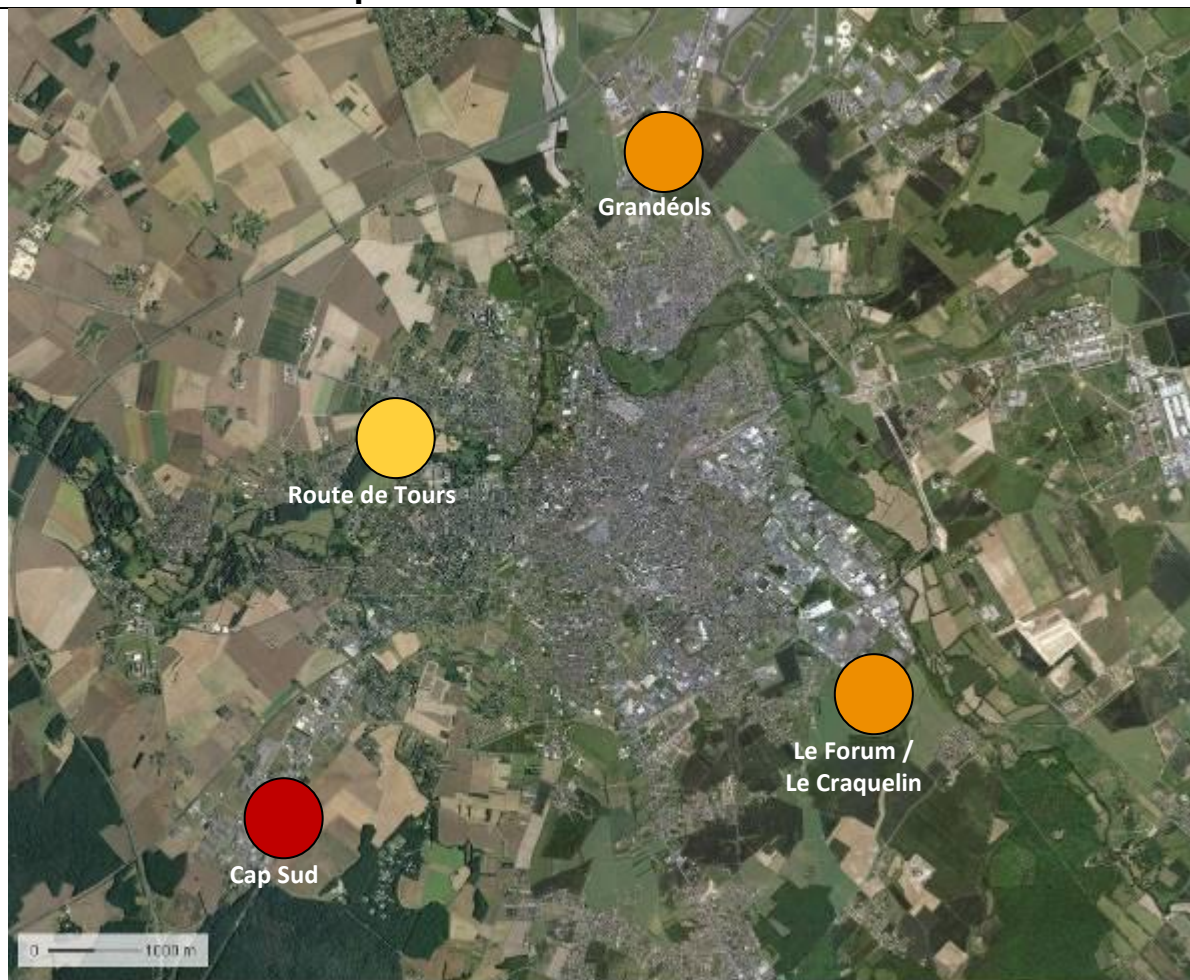 Grandéols
Route de Tours
Le Forum /
Le Craquelin
Cap Sud
0 1000 m